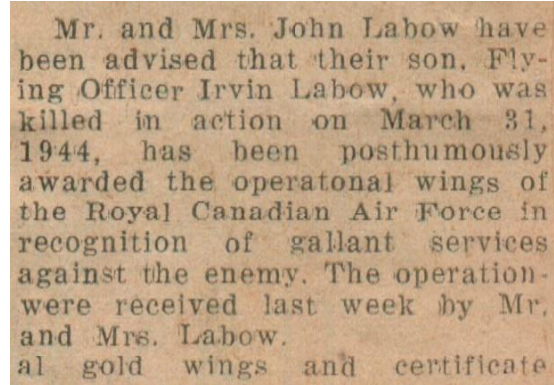 Mr. and Mrs. John Labow have
been advised that their son, Fly-
ing Officer Irvin Labow, who was
killed in action on March 31,
1944, has been posthumously
awarded the operatonal wings of
the Royal Canadian Air Force in
recognition of gallant services
against the enemy. The operation-
were received last week by Mr.
and Mrs. Labow.
al gold wings and certificate